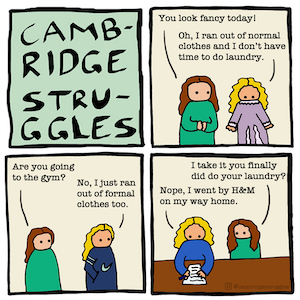 CAMB-
RIDGE
STRU-
GGLES
You look fancy today!
Oh, I ran out of normal
clothes and I don't have
time to do laundry.
Are you going
to the gym?
No, I just ran
out of formal
clothes too.
I take it you finally
did do your laundry?
Nope, I went by H&M
on my way home.